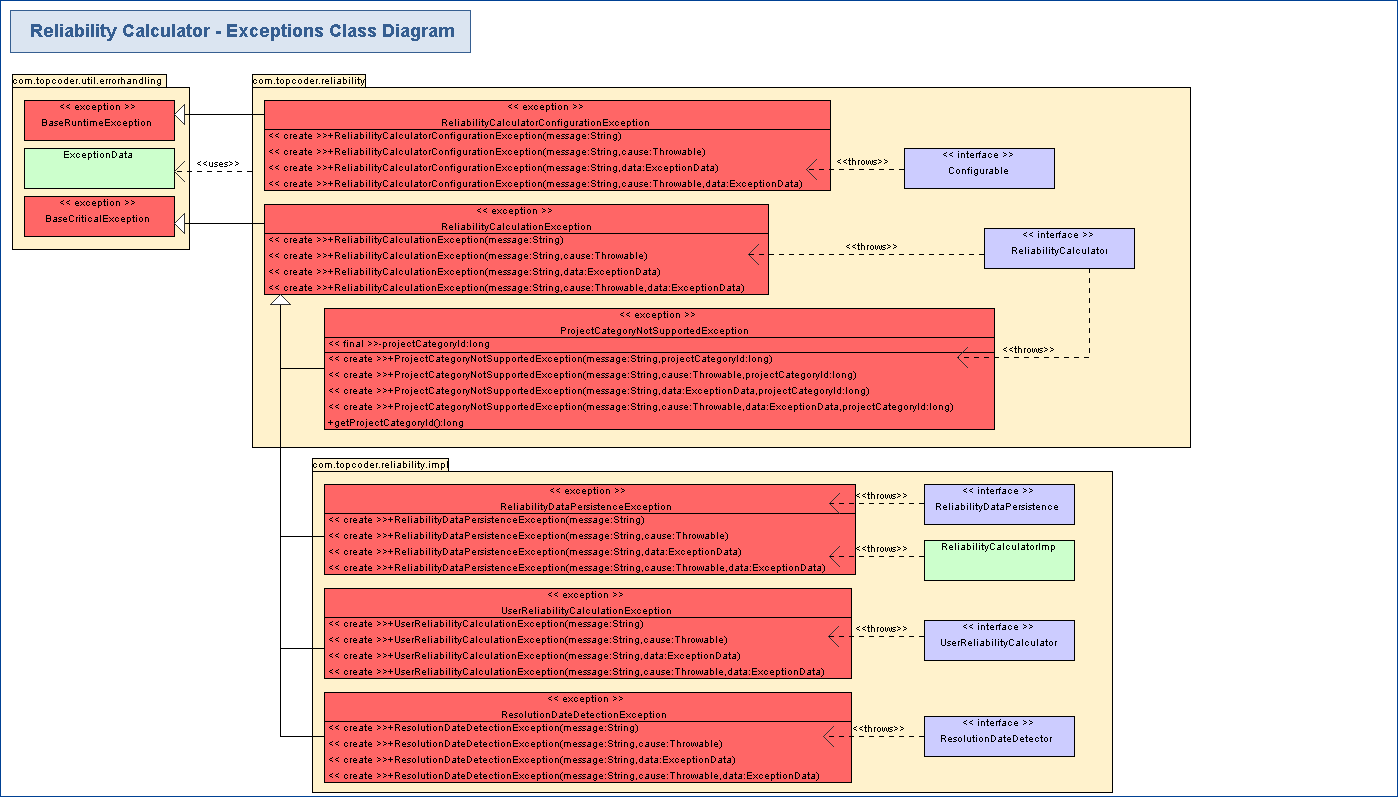 Reliability Calculator - Exceptions Class Diagram
com.topcoder.util.errorhandling
<< exception >>
BaseRuntimeException
ExceptionData
<< exception >>
BaseCriticalException
<<uses>>
com.topcoder.reliability
<< exception >>
ReliabilityCalculatorConfigurationException
<< create >>+ReliabilityCalculatorConfigurationException(message:String)
<< create >>+ReliabilityCalculatorConfigurationException(message:String,cause:Throwable)
<< create >>+ReliabilityCalculatorConfigurationException(message:String,data:ExceptionData)
<< create >>+ReliabilityCalculatorConfigurationException(message:String,cause:Throwable,data:ExceptionData)
<<throws>>
<< interface >>
Configurable
<< exception >>
ReliabilityCalculationException
<< create >>+ReliabilityCalculationException(message:String)
<< create >>+ReliabilityCalculationException(message:String,cause:Throwable)
<< create >>+ReliabilityCalculationException(message:String,data:ExceptionData)
<< create >>+ReliabilityCalculationException(message:String,cause:Throwable,data:ExceptionData)
<<throws>>
<< interface >>
ReliabilityCalculator
<< exception >>
ProjectCategoryNotSupportedException
<< final >>-projectCategoryId:long
<< create >>+ProjectCategoryNotSupportedException(message:String,projectCategoryId:long)
<< create >>+ProjectCategoryNotSupportedException(message:String,cause:Throwable,projectCategoryId:long)
<< create >>+ProjectCategoryNotSupportedException(message:String,data:ExceptionData,projectCategoryId:long)
<< create >>+ProjectCategoryNotSupportedException(message:String,cause:Throwable,data:ExceptionData,projectCategoryId:long)
+getProjectCategoryId():long
<<throws>>
com.topcoder.reliability.impl
<< exception >>
ReliabilityDataPersistenceException
<< create >>+ReliabilityDataPersistenceException(message:String)
<< create >>+ReliabilityDataPersistenceException(message:String,cause:Throwable)
<< create >>+ReliabilityDataPersistenceException(message:String,data:ExceptionData)
<< create >>+ReliabilityDataPersistenceException(message:String,cause:Throwable,data:ExceptionData)
<<throws>>
<< interface >>
ReliabilityDataPersistence
<<throws>>
ReliabilityCalculatorImp
<< exception >>
UserReliabilityCalculationException
<< create >>+UserReliabilityCalculationException(message:String)
<< create >>+UserReliabilityCalculationException(message:String,cause:Throwable)
<< create >>+UserReliabilityCalculationException(message:String,data:ExceptionData)
<< create >>+UserReliabilityCalculationException(message:String,cause:Throwable,data:ExceptionData)
<<throws>>
<< interface >>
UserReliabilityCalculator
<< exception >>
ResolutionDateDetectionException
<< create >>+ResolutionDateDetectionException(message:String)
<< create >>+ResolutionDateDetectionException(message:String,cause:Throwable)
<< create >>+ResolutionDateDetectionException(message:String,data:ExceptionData)
<< create >>+ResolutionDateDetectionException(message:String,cause:Throwable,data:ExceptionData)
<<throws>>
<< interface >>
ResolutionDateDetector